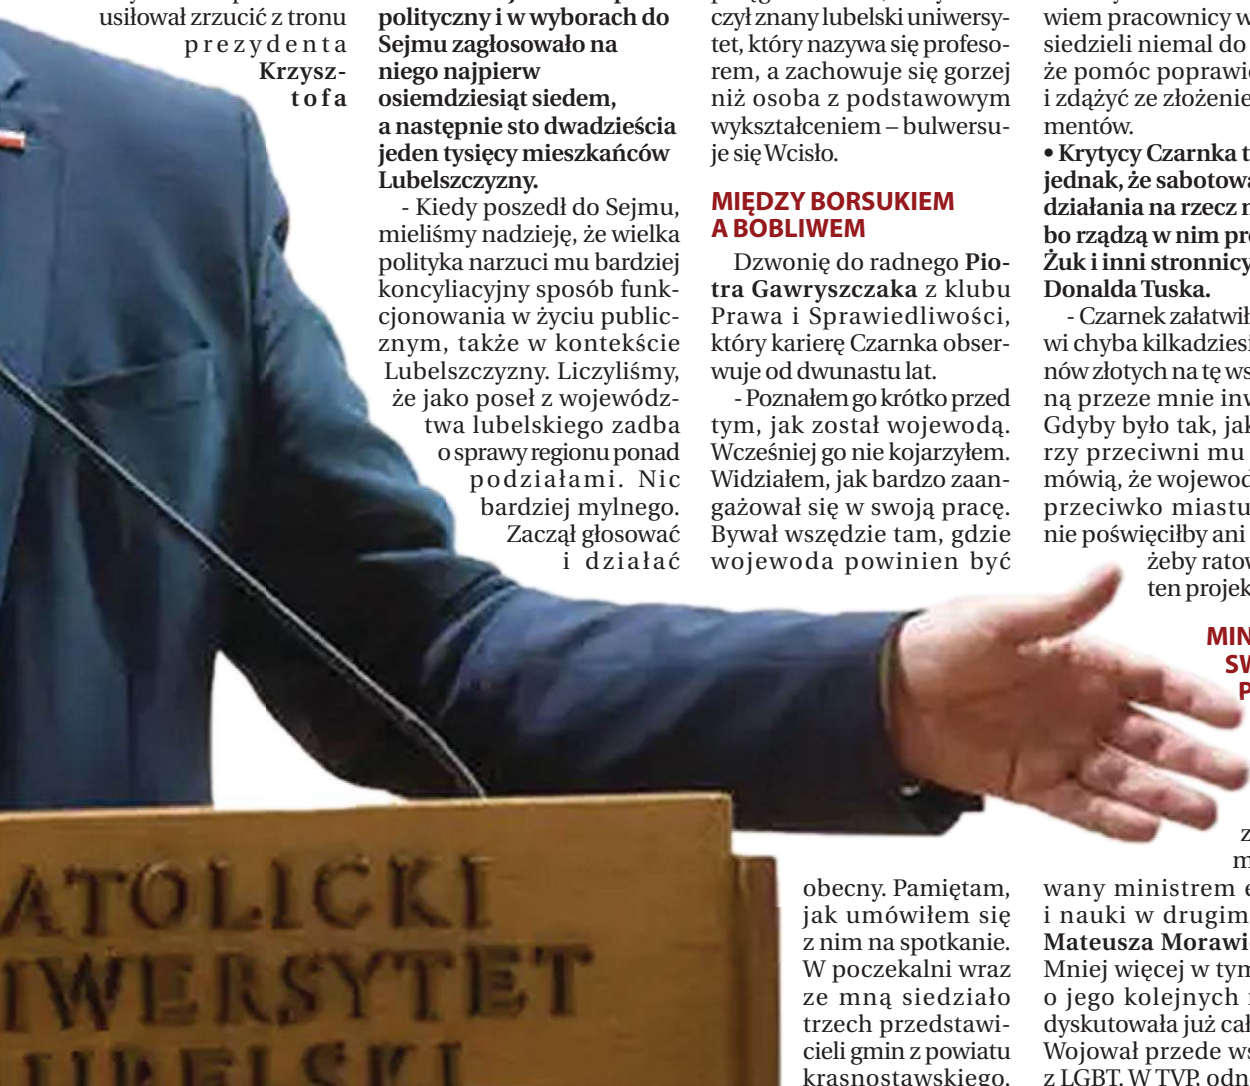 usiłował zrzucić z tronu
prezydenta
Krzysz-
tofa
polityczny i w wyborach do
Sejmu zagłosowało na
niego najpierw
osiemdziesiąt siedem,
a następnie sto dwadzieścia
jeden tysięcy mieszkańców
Lubelszczyzny.
- Kiedy poszedł do Sejmu,
mieliśmy nadzieję, że wielka
polityka narzuci mu bardziej
koncyliacyjny sposób funk-
cjonowania w życiu public-
znym, także w kontekście
Lubelszczyzny. Liczyliśmy,
że jako poseł z wojewódz-
twa lubelskiego zadba
o sprawy regionu ponad
podziałami. Nic
bardziej mylnego.
Zaczął głosować
i działać
czył znany lubelski uniwersy-
tet, który nazywa się profeso-
rem, a zachowuje się gorzej
niż osoba z podstawowym
wykształceniem – bulwersu-
je się Wcisło.
MIĘDZY BORSUKIEM
A BOBLIWEM
Dzwonię do radnego Pio-
tra Gawryszczaka z klubu
Prawa i Sprawiedliwości,
który karierę Czarnka obser-
wuje od dwunastu lat.
- Poznałem go krótko przed
tym, jak został wojewodą.
Wcześniej go nie kojarzyłem.
Widziałem, jak bardzo zaan-
gażował się w swoją pracę.
Bywał wszędzie tam, gdzie
wojewoda powinien być
obecny. Pamiętam,
jak umówiłem się
z nim na spotkanie.
W poczekalni wraz
ze mną siedziało
trzech przedstawi-
cieli gmin z powiatu
krasnostawskiego.
wiem pracownicy w
siedzieli niemal do
że pomóc poprawi
i zdążyć ze złożenie
mentów.
• Krytycy Czarnka t
jednak, że sabotowa
działania na rzecz
bo rządzą w nim pre
Żuk i inni stronnicy
Donalda Tuska.
- Czarnek załatwił
wi chyba kilkadziesi
nów złotych na tę ws
ną przeze mnie inw
Gdyby było tak, jak
rzy przeciwni mu
mówią, że wojewod
przeciwko miastu
nie poświęciłby ani
żeby ratow
ten projek
MIN
SW
P
z
m
wany ministrem e
i nauki w drugim
Mateusza Morawi
Mniej więcej w tym
o jego kolejnych
dyskutowała już cał
Wojował przede ws
z LGBT. W TVP, odn
ATOLICKI
IWERSYTET
UBELSKI